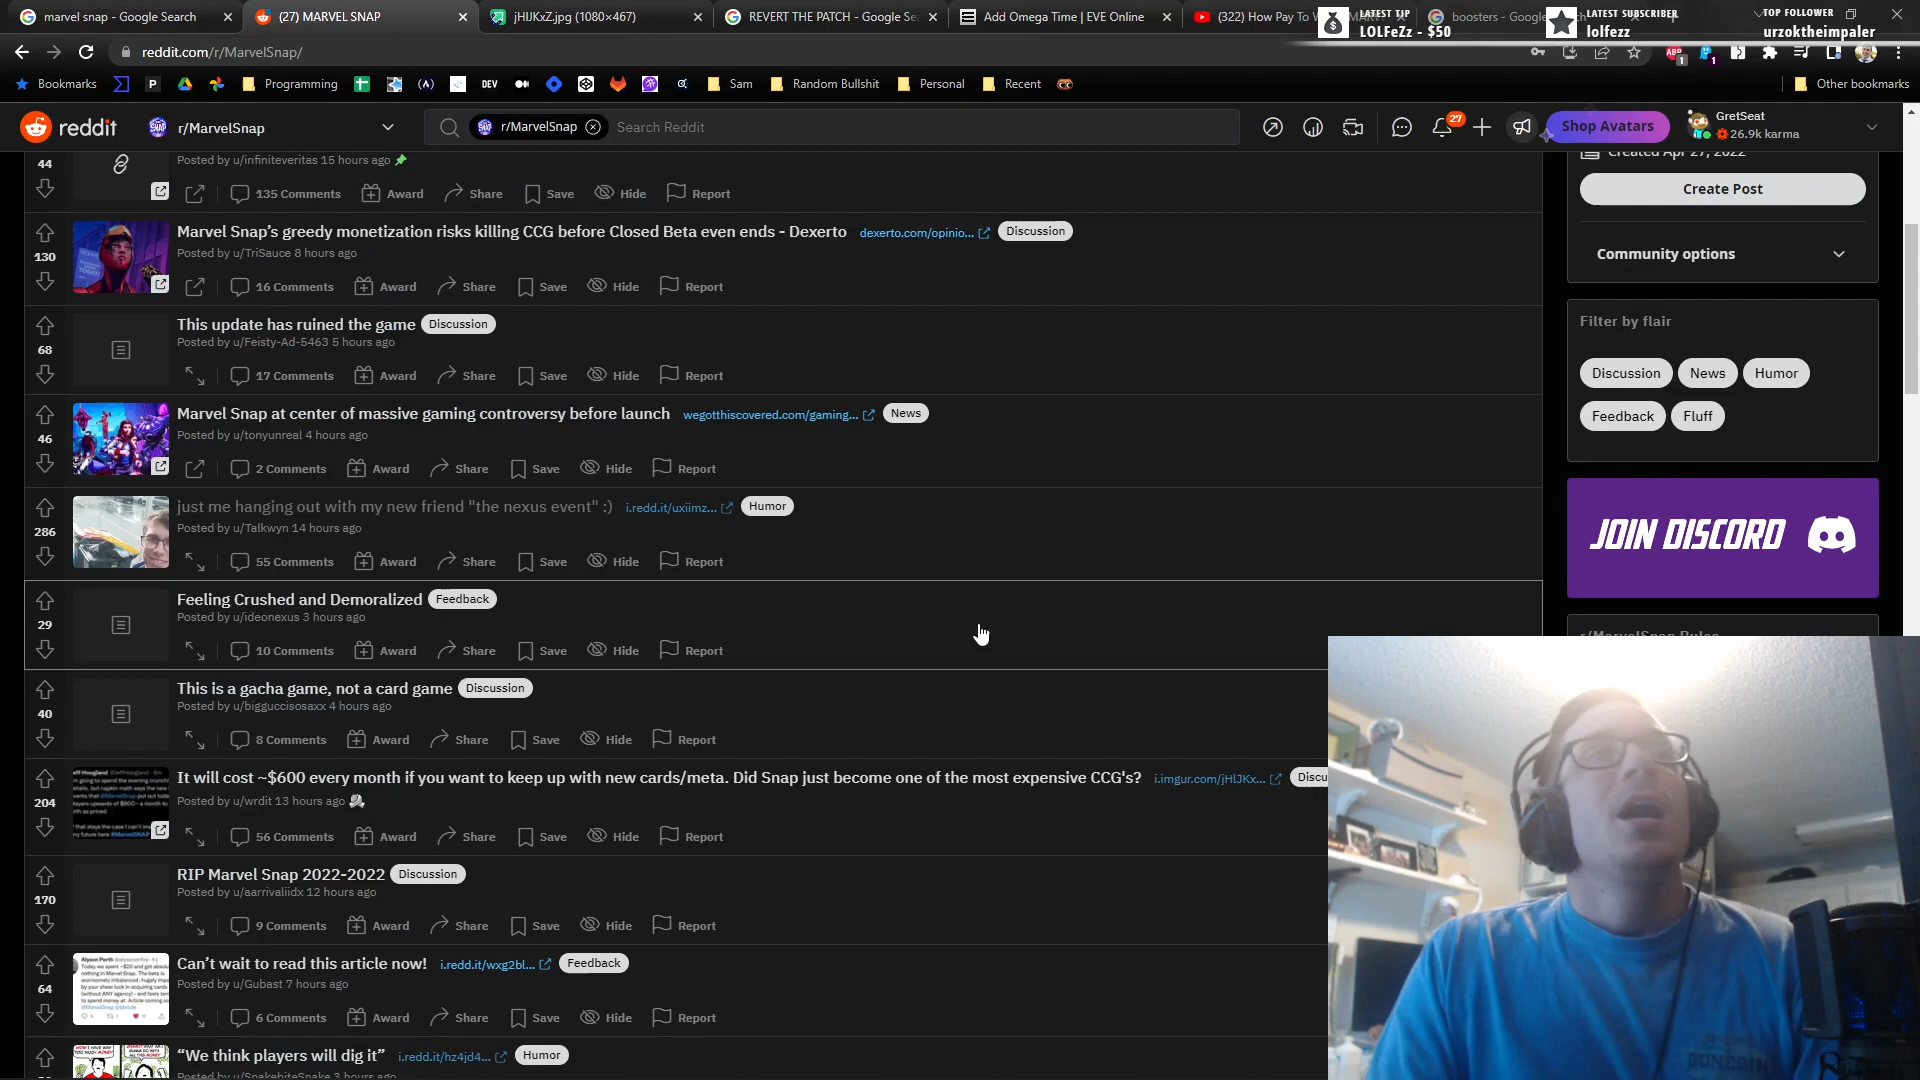 marvel snap - Google Search
(27) MARVEL SNAP
jHlJKxZ.jpg (1080×467)
REVERT THE PATCH - Google Se
Add Omega Time | EVE Online
(322) How Pay To W
boosters - Goog
LATEST TIP
LOLFeZz - $50
LATEST SUBSCRIBER
lolfezz
TOP FOLLOWER
urzoktheimpaler
reddit.com/r/MarvelSnap/
Bookmarks
P
Programming
(A)
DEV
Sam
Random Bullshit
Personal
Recent
Other bookmarks
reddit
r/MarvelSnap
r/MarvelSnap
Search Reddit
27
Shop Avatars
GretSeat
26.9k karma
44
Posted by u/infiniteveritas 15 hours ago
135 Comments Award Share Save Hide Report
130
Marvel Snap's greedy monetization risks killing CCG before Closed Beta even ends - Dexerto dexerto.com/opinio... Discussion
Posted by u/TriSauce 8 hours ago
16 Comments Award Share Save Hide Report
68
This update has ruined the game Discussion
Posted by u/Feisty-Ad-5463 5 hours ago
17 Comments Award Share Save Hide Report
46
Marvel Snap at center of massive gaming controversy before launch wegotthiscovered.com/gaming... News
Posted by u/tonyunreal 4 hours ago
2 Comments Award Share Save Hide Report
286
just me hanging out with my new friend "the nexus event" :) i.redd.it/uxiimz... Humor
Posted by u/Talkwyn 14 hours ago
55 Comments Award Share Save Hide Report
29
Feeling Crushed and Demoralized Feedback
Posted by u/ideonexus 3 hours ago
10 Comments Award Share Save Hide Report
40
This is a gacha game, not a card game Discussion
Posted by u/bigguccisosaxx 4 hours ago
8 Comments Award Share Save Hide Report
204
It will cost ~$600 every month if you want to keep up with new cards/meta. Did Snap just become one of the most expensive CCG's? i.imgur.com/jHlJKx... Discu
Posted by u/wrdit 13 hours ago
56 Comments Award Share Save Hide Report
170
RIP Marvel Snap 2022-2022 Discussion
Posted by u/aarrivaliidx 12 hours ago
9 Comments Award Share Save Hide Report
64
Can't wait to read this article now! i.redd.it/wxg2bl... Feedback
Posted by u/Gubast 7 hours ago
6 Comments Award Share Save Hide Report
“We think players will dig it” i.redd.it/hz4jd4... Humor
Posted by u/SnakebiteSnake 3 hours ago
Created Apr 27, 2022
Create Post
Community options
Filter by flair
Discussion News Humor
Feedback Fluff
JOIN DISCORD
r/MarvelSnap Rules